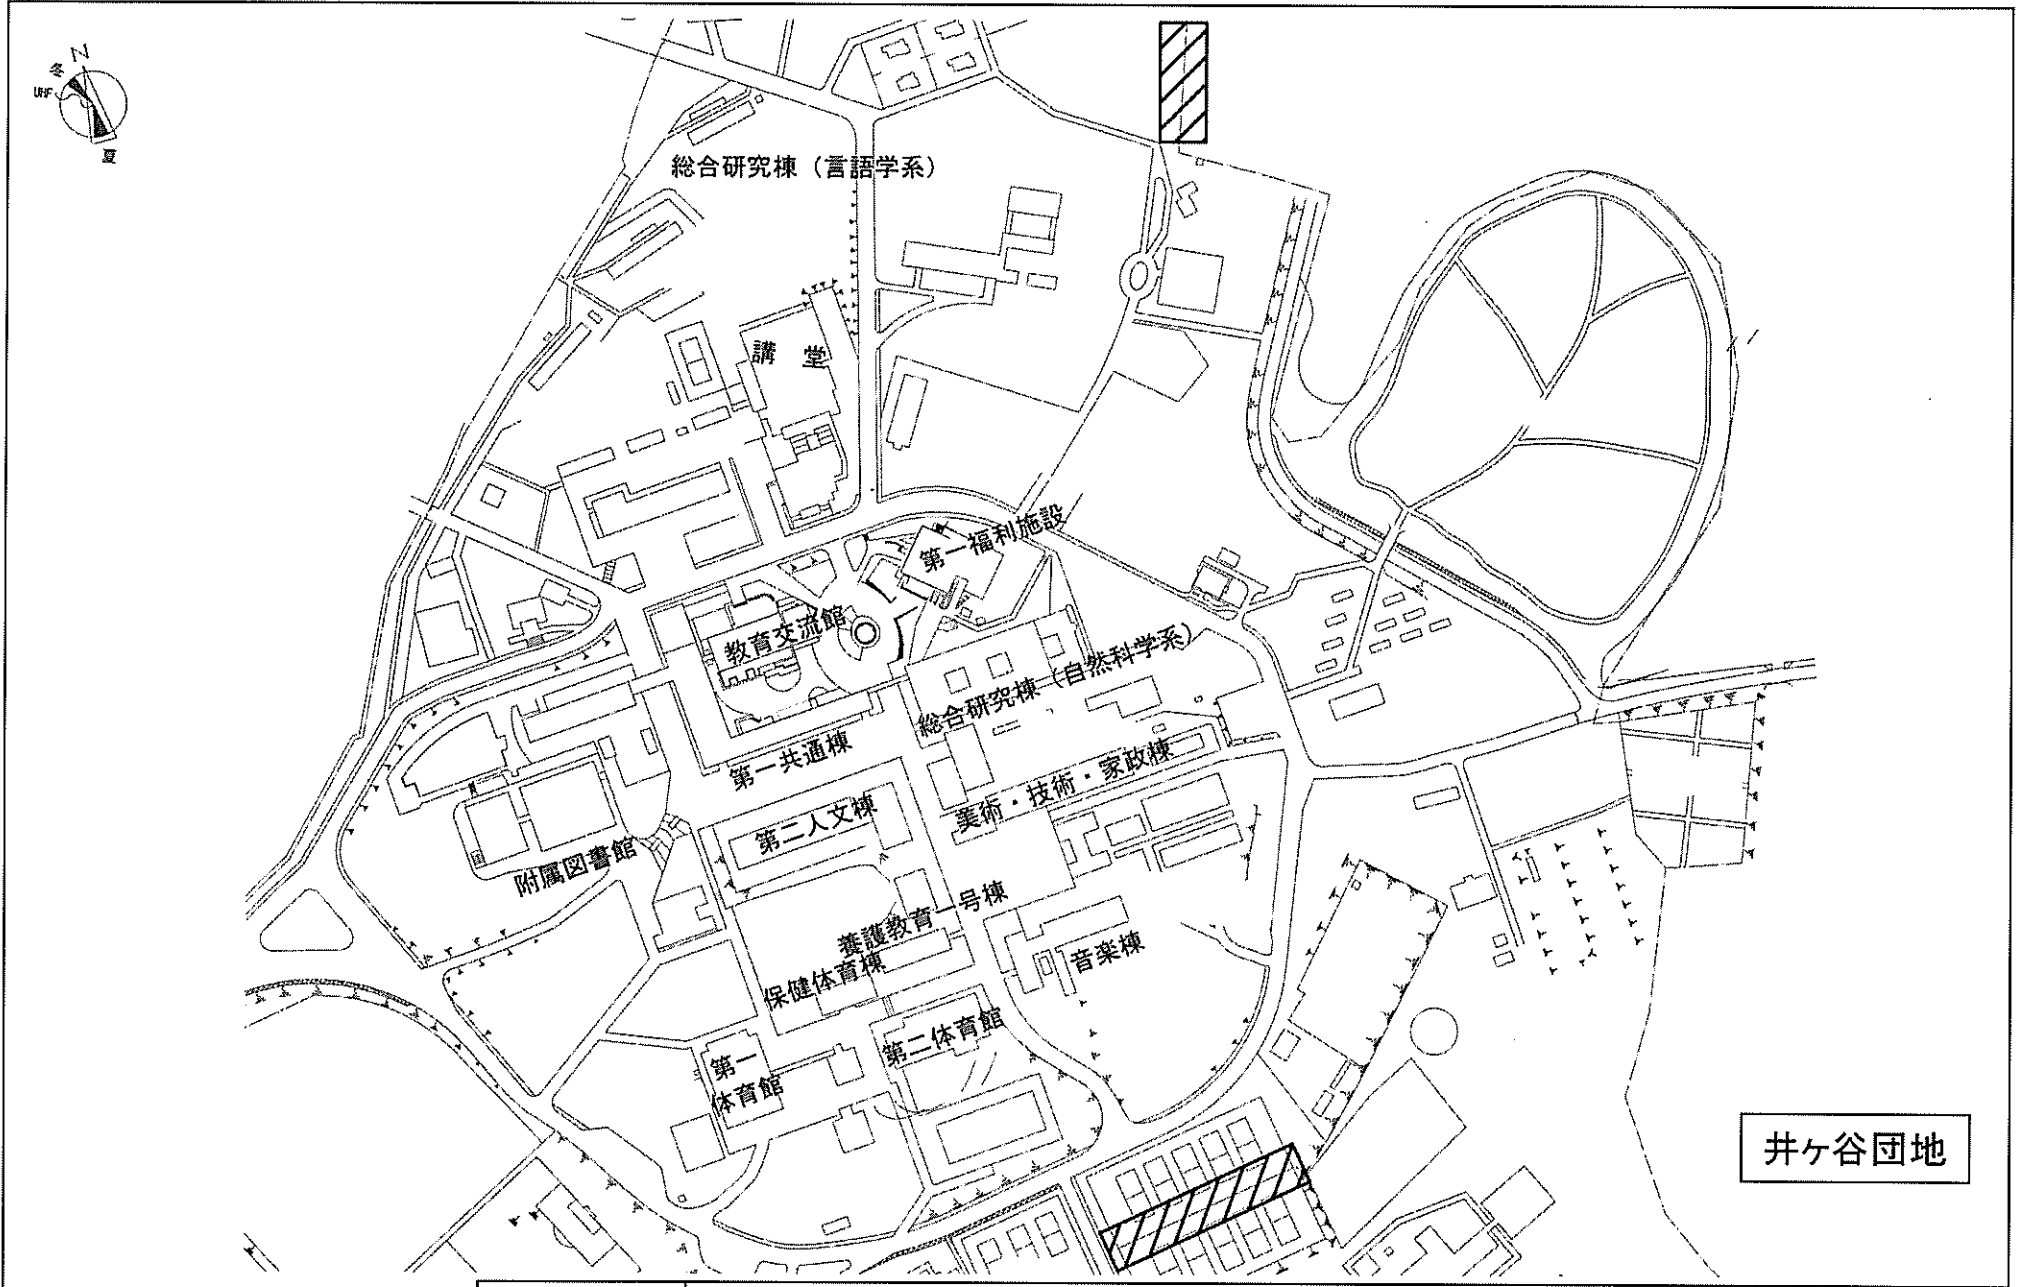 N
冬
UHF
夏
総合研究棟（言語学系）
講 堂
第一福利施設
教育交流館
総合研究棟（自然科学系）
第一共通棟
美術・技術・家政棟
第二人文棟
附属図書館
養護教育一号棟
保健体育棟
音楽棟
第二体育館
第一
体育館
井ヶ谷団地